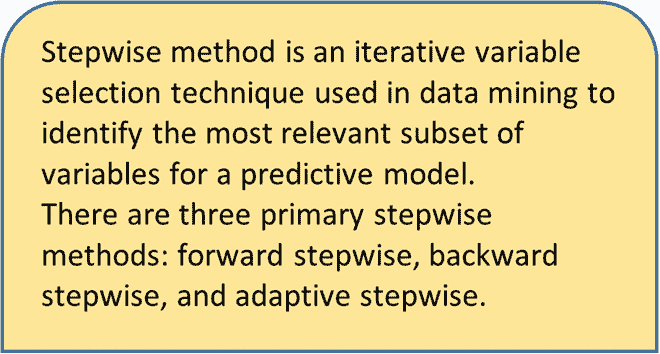 Stepwise method is an iterative variable
selection technique used in data mining to
identify the most relevant subset of
variables for a predictive model.
There are three primary stepwise
methods: forward stepwise, backward
stepwise, and adaptive stepwise.